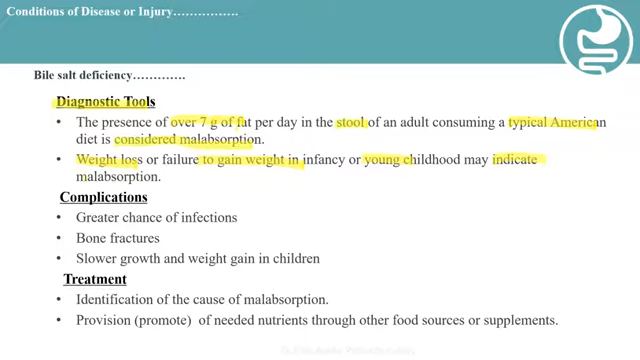 Conditions of Disease or Injury……………
Bile salt deficiency………….
Diagnostic Tools
• The presence of over 7 g of fat per day in the stool of an adult consuming a typical American
diet is considered malabsorption.
• Weight loss or failure to gain weight in infancy or young childhood may indicate
malabsorption.
Complications
• Greater chance of infections
• Bone fractures
• Slower growth and weight gain in children
Treatment
• Identification of the cause of malabsorption.
• Provision (promote) of needed nutrients through other food sources or supplements.